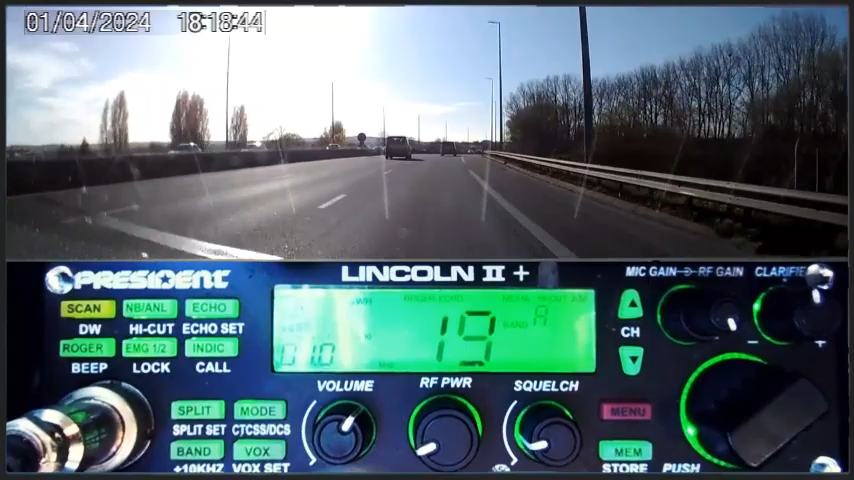 01/04/2024 18:18:44
PRESIDENT
LINCOLN II +
MIC GAIN RF GAIN CLARIFIE
SCAN NB/ANL ECHO
DW HI-CUT ECHO SET
ROGER EMG 1/2 INDIC
BEEP LOCK CALL
19
BAND A
CH
VOLUME RF PWR SQUELCH
SPLIT MODE
SPLIT SET CTCSS/DCS
BAND VOX
+10KHZ VOX SET
MENU
MEM
STORE PUSH
- +